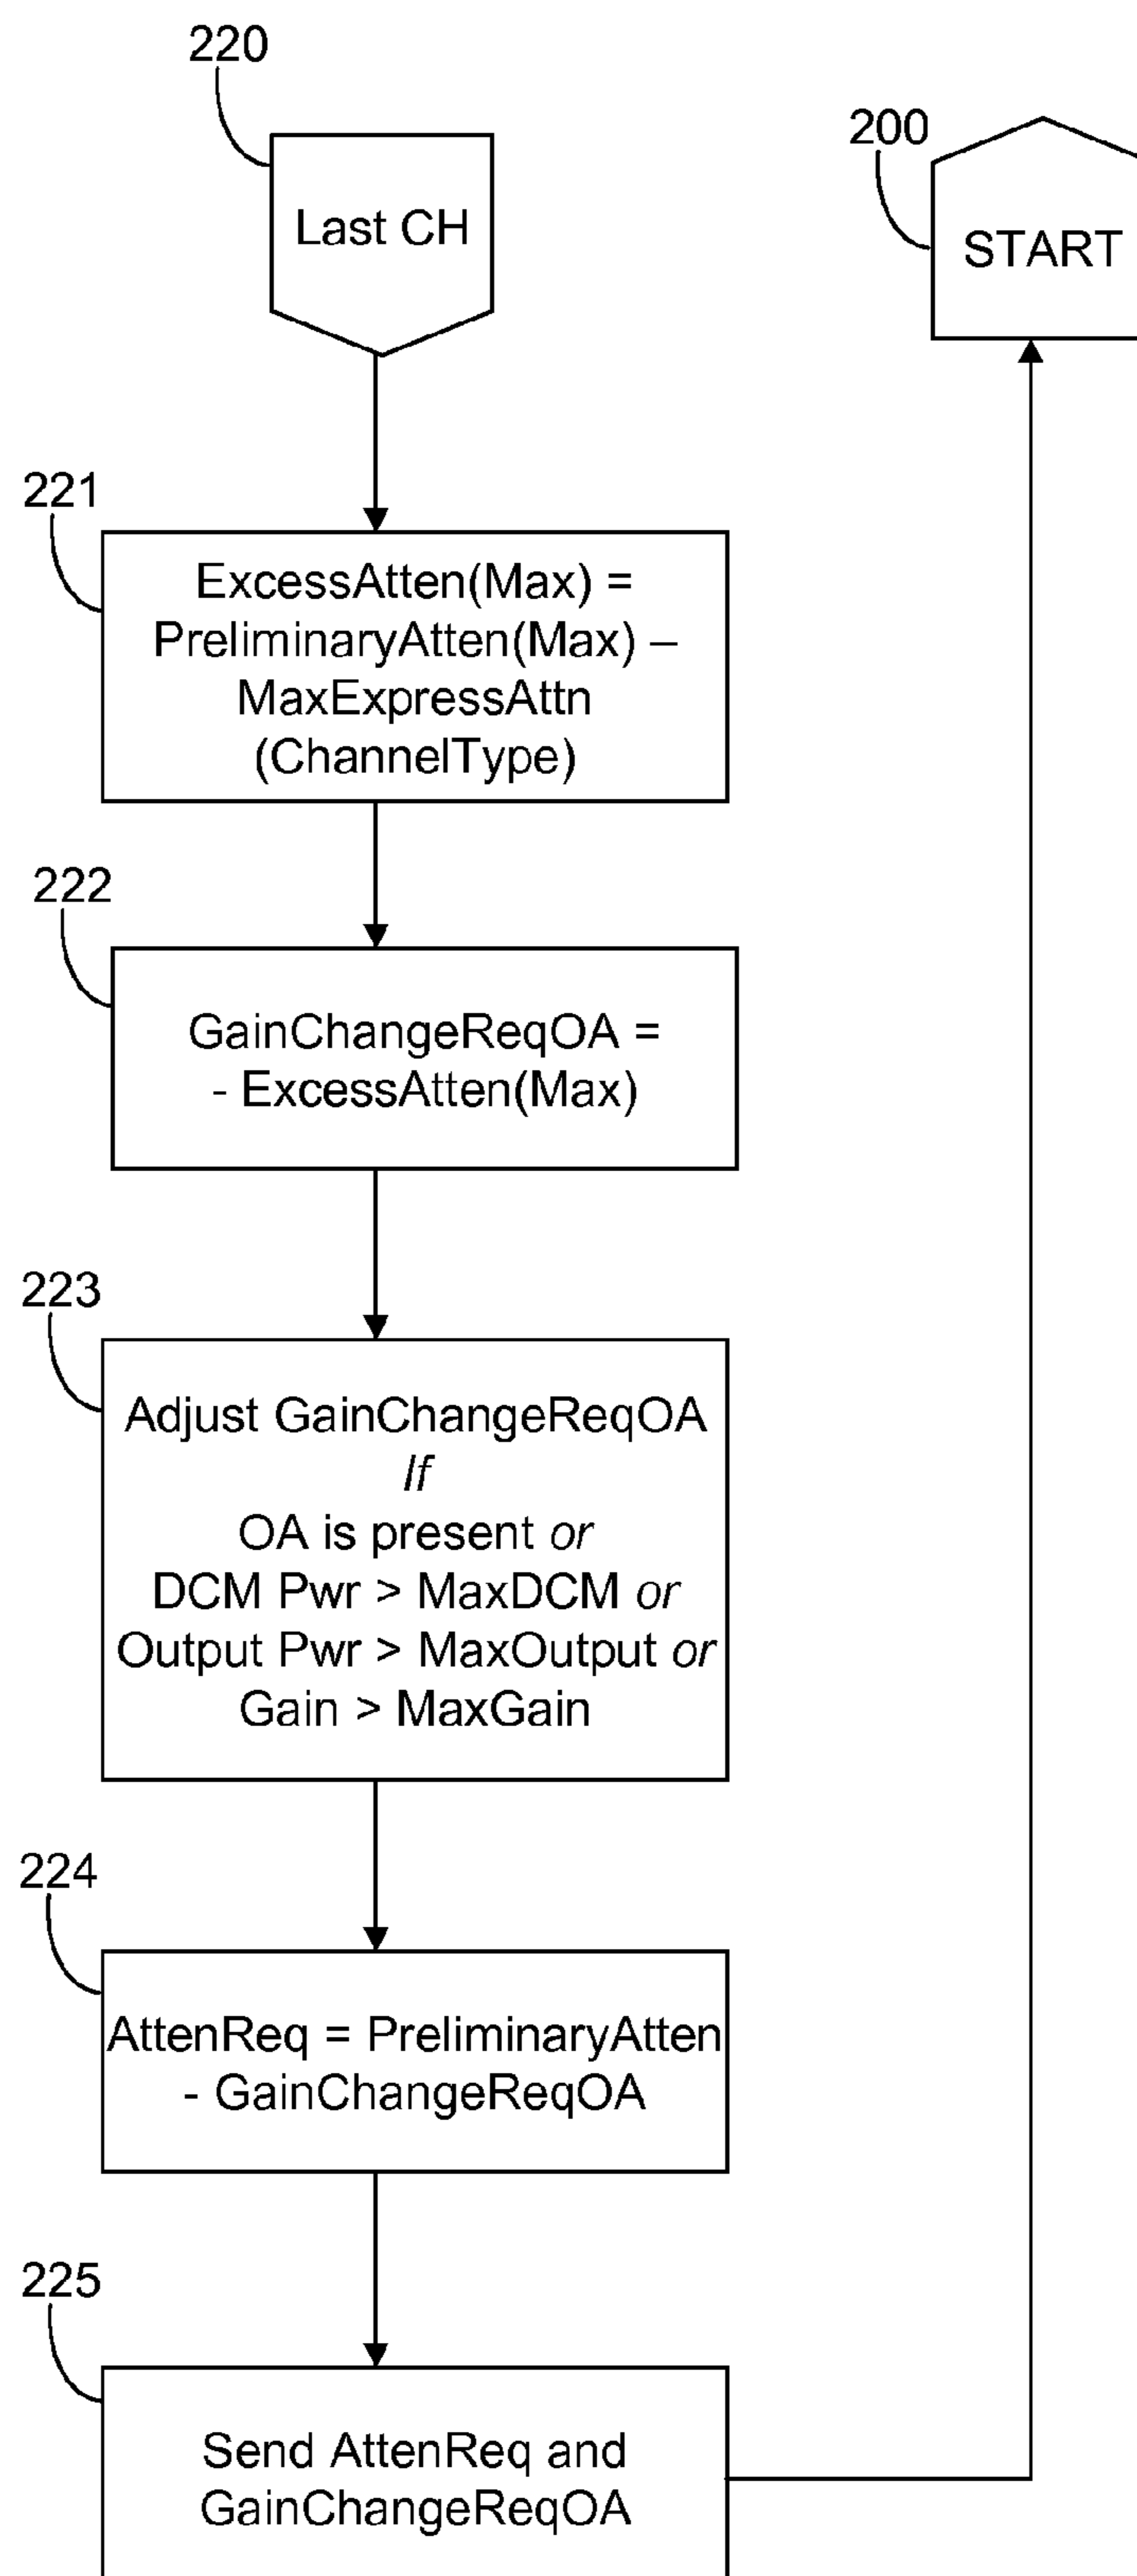 220
Last CH
200
START
221
ExcessAtten(Max) =
PreliminaryAtten(Max) –
MaxExpressAttn
(ChannelType)
222
GainChangeReqOA =
- ExcessAtten(Max)
223
Adjust GainChangeReqOA
If
OA is present or
DCM Pwr > MaxDCM or
Output Pwr > MaxOutput or
Gain > MaxGain
224
AttenReq = PreliminaryAtten
- GainChangeReqOA
225
Send AttenReq and
GainChangeReqOA